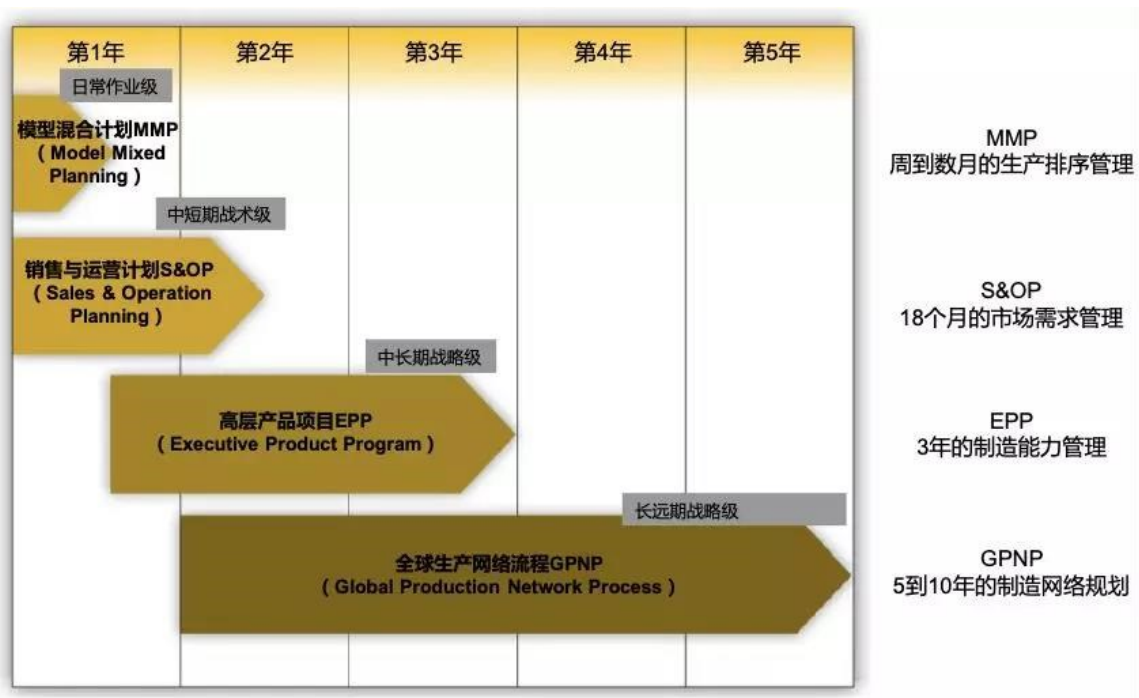 第1年
第2年
第3年
第4年
第5年
日常作业级
模型混合计划MMP
（Model Mixed
Planning）
MMP
周到数月的生产排序管理
中短期战术级
销售与运营计划S&OP
（Sales & Operation
Planning）
S&OP
18个月的市场需求管理
中长期战略级
高层产品项目EPP
（Executive Product Program）
EPP
3年的制造能力管理
长远期战略级
全球生产网络流程GPNP
（Global Production Network Process）
GPNP
5到10年的制造网络规划